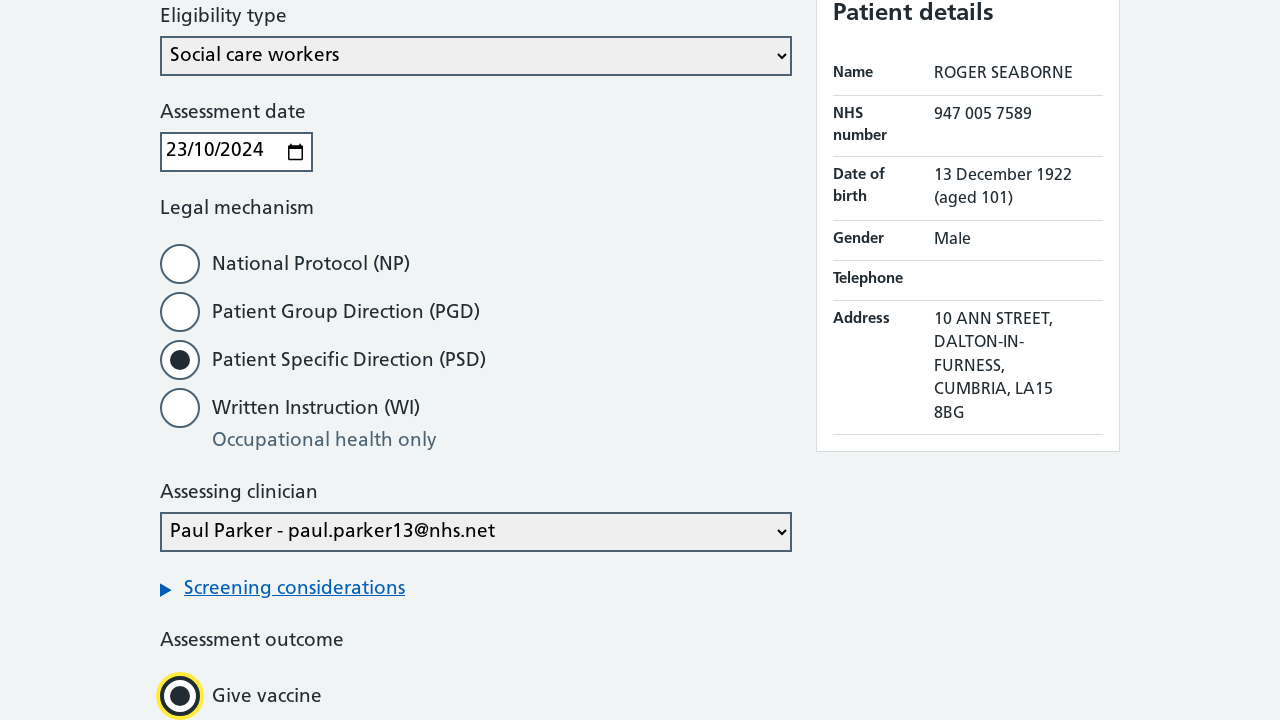 Eligibility type
Social care workers
Assessment date
23/10/2024
Legal mechanism
National Protocol (NP)
Patient Group Direction (PGD)
Patient Specific Direction (PSD)
Written Instruction (WI)
Occupational health only
Assessing clinician
Paul Parker - paul.parker13@nhs.net
Screening considerations
Assessment outcome
Give vaccine
Patient details
Name ROGER SEABORNE
NHS 947 005 7589
number
Date of 13 December 1922
birth (aged 101)
Gender Male
Telephone
Address 10 ANN STREET,
DALTON-IN-
FURNESS,
CUMBRIA, LA15
8BG